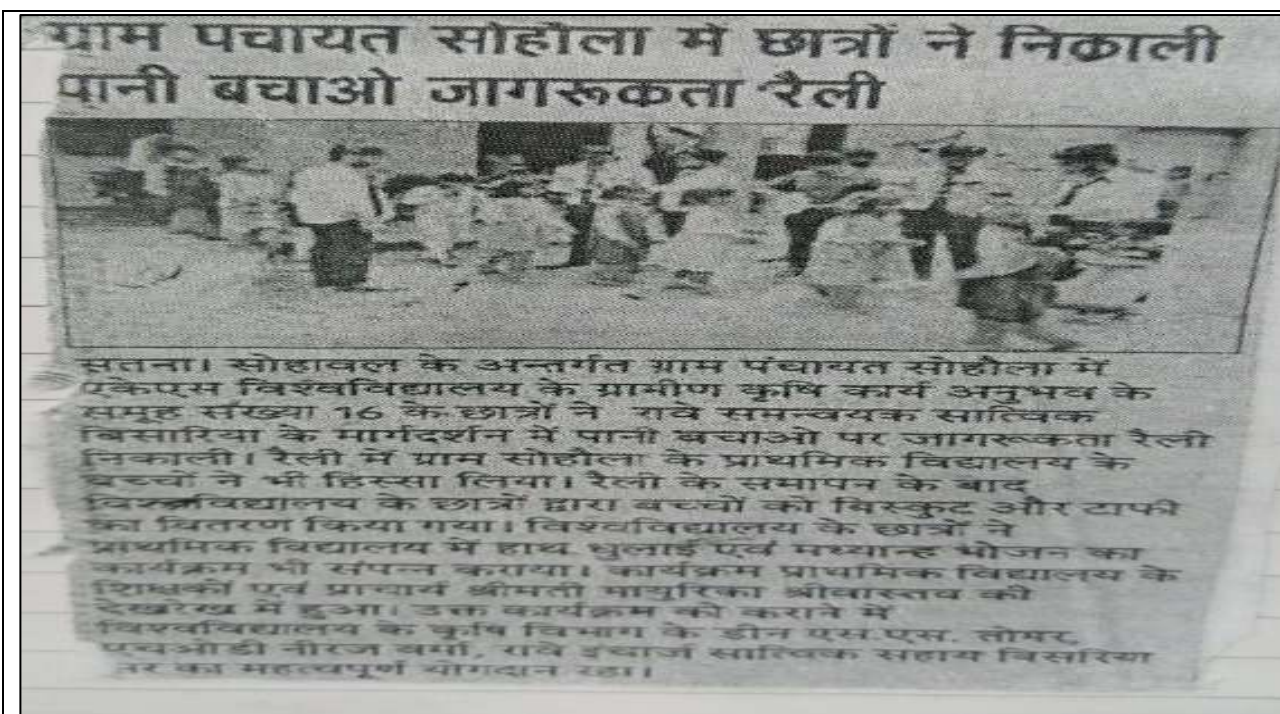 ग्राम पचायत सोहौला में छात्रों ने निकाली
पानी बचाओ जागरूकता रैली
सतना। सोहावल के अन्तर्गत ग्राम पंचायत सोहौला में
एकेएस विश्वविद्यालय के ग्रामीण कृषि कार्य अनुभव के
समूह संख्या 16 के छात्रों ने रावे समन्वयक सात्विक
बिसारिया के मार्गदर्शन में पानी बचाओ पर जागरूकता रैली
निकाली। रैली में ग्राम सोहौला के प्राथमिक विद्यालय के
बच्चों ने भी हिस्सा लिया। रैली के समापन के बाद
विश्वविद्यालय के छात्रों द्वारा बच्चों को बिस्कुट और टाफी
का वितरण किया गया। विश्वविद्यालय के छात्रों ने
प्राथमिक विद्यालय में हाथ धुलाई एवं मध्यान्ह भोजन का
कार्यक्रम भी संपन्न कराया। कार्यक्रम प्राथमिक विद्यालय के
शिक्षकों एवं प्राचार्य श्रीमती मायुरिका श्रीवास्तव की
देखरेख में हुआ। उक्त कार्यक्रम को कराने में
विश्वविद्यालय के कृषि विभाग के डीन एस.एस. तोमर,
एचओडी नीरज वर्मा, रावे इंचार्ज सात्विक सहाय बिसरिया
का महत्वपूर्ण योगदान रहा।